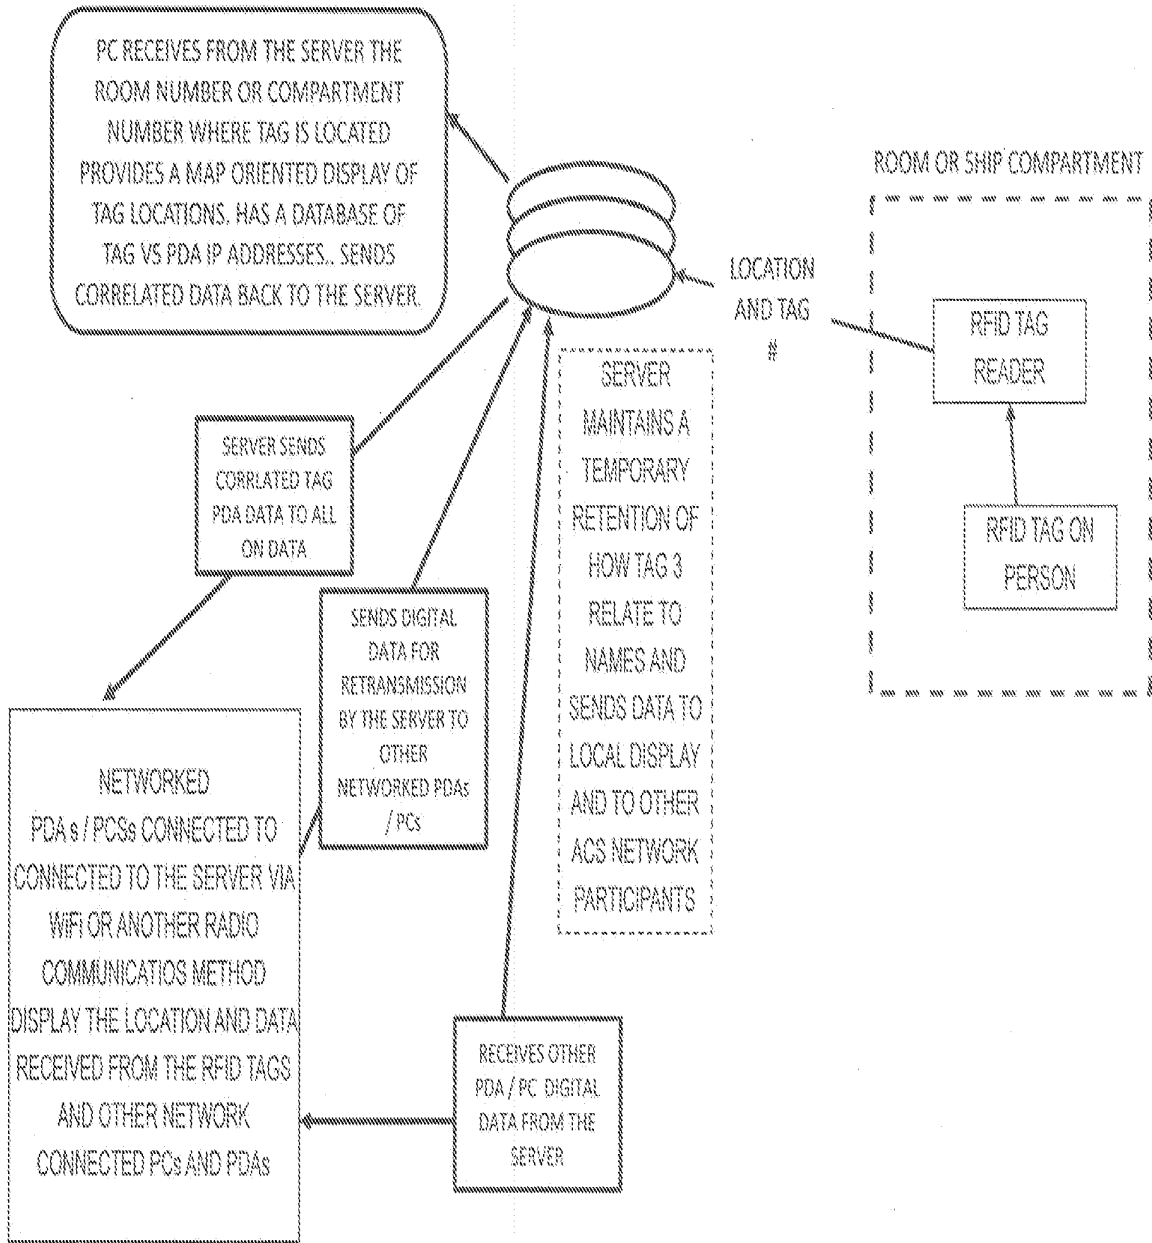 PC RECEIVES FROM THE SERVER THE
ROOM NUMBER OR COMPARTMENT
NUMBER WHERE TAG IS LOCATED
PROVIDES A MAP ORIENTED DISPLAY OF
TAG LOCATIONS. HAS A DATABASE OF
TAG VS PDA IP ADDRESSES.. SENDS
CORRELATED DATA BACK TO THE SERVER.
ROOM OR SHIP COMPARTMENT
LOCATION
AND TAG
#
RFID TAG
READER
RFID TAG ON
PERSON
SERVER
MAINTAINS A
TEMPORARY
RETENTION OF
HOW TAG 3
RELATE TO
NAMES AND
SENDS DATA TO
LOCAL DISPLAY
AND TO OTHER
ACS NETWORK
PARTICIPANTS
SERVER SENDS
CORRLATED TAG
PDA DATA TO ALL
ON DATA
SENDS DIGITAL
DATA FOR
RETRANSMISSION
BY THE SERVER TO
OTHER
NETWORKED PDAs
/ PCs
NETWORKED
PDA s / PCSs CONNECTED TO
CONNECTED TO THE SERVER VIA
WiFi OR ANOTHER RADIO
COMMUNICATIOS METHOD
DISPLAY THE LOCATION AND DATA
RECEIVED FROM THE RFID TAGS
AND OTHER NETWORK
CONNECTED PCs AND PDAs
RECEIVES OTHER
PDA / PC DIGITAL
DATA FROM THE
SERVER